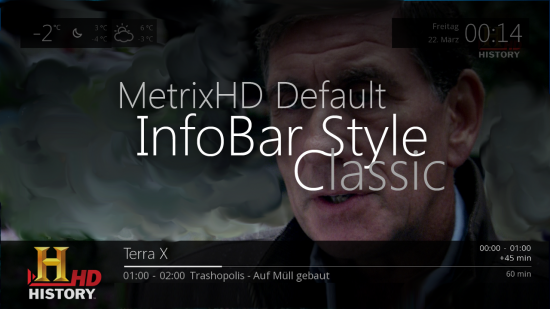 -2°C 3°C -4°C 6°C -3°C
Freitag
22. März
00:14
HISTORY
MetrixHD Default
InfoBar Style
Classic
Terra X
00:00 - 01:00
+45 min
01:00 - 02:00 Trashopolis - Auf Müll gebaut
60 min
H HD
HISTORY